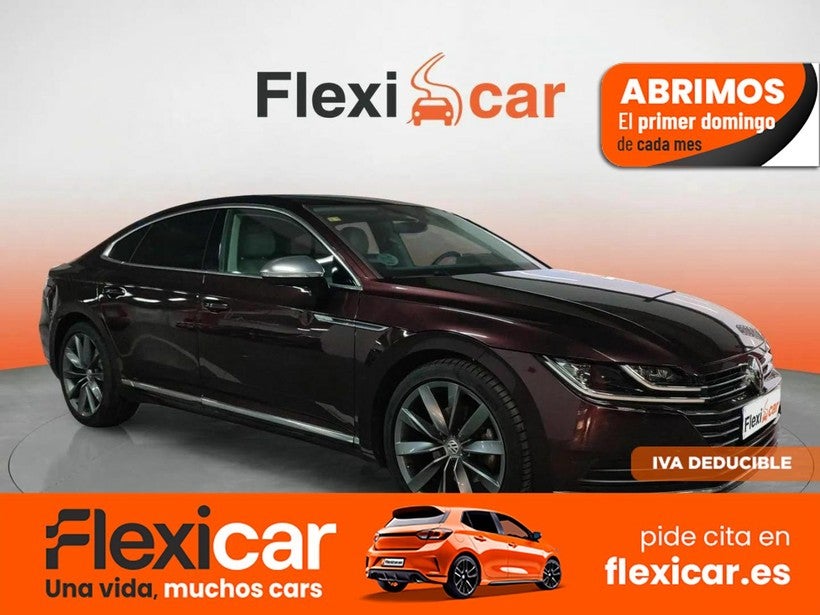 Flexicar
ABRIMOS
El primer domingo
de cada mes
Flexicar
IVA DEDUCIBLE
Flexicar
Una vida, muchos cars
pide cita en
flexicar.es